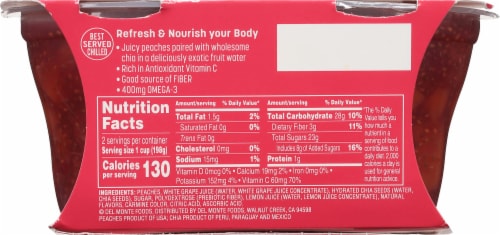 BEST
SERVED
CHILLED
Refresh & Nourish your Body
• Juicy peaches paired with wholesome
chia in a deliciously exotic fruit water
• Rich in Antioxidant Vitamin C
• Good source of FIBER
• 400mg OMEGA-3
Nutrition
Facts
2 servings per container
Serving size 1 cup (198g)
Calories
per serving 130
Amount/serving % Daily Value*
Total Fat 1.5g 2%
Saturated Fat 0g 0%
Trans Fat 0g
Cholesterol 0mg 0%
Sodium 15mg 1%
Amount/serving % Daily Value*
Total Carbohydrate 28g 10%
Dietary Fiber 3g 11%
Total Sugars 23g
Includes 8g of Added Sugars 16%
Protein 1g
Vitamin D 0mcg 0% • Calcium 19mg 2% • Iron 0mg 0% •
Potassium 152mg 4% • Vitamin C 60mg 70%
*The % Daily
Value tells
you how
much a
nutrient in a
serving of food
contributes to
a daily diet. 2,000
calories a day is
used for general
nutrition advice.
INGREDIENTS: PEACHES, WHITE GRAPE JUICE (WATER, WHITE GRAPE JUICE CONCENTRATE), HYDRATED CHIA SEEDS (WATER,
CHIA SEEDS), SUGAR, POLYDEXTROSE (PREBIOTIC FIBER), LEMON JUICE (WATER, LEMON JUICE CONCENTRATE), NATURAL
FLAVORS, CARMINE COLOR, CITRIC ACID, ASCORBIC ACID.
© DEL MONTE FOODS, DISTRIBUTED BY DEL MONTE FOODS, WALNUT CREEK, CA 94598
PEACHES PRODUCT OF USA; CHIA PRODUCT OF PERU, PARAGUAY AND MEXICO